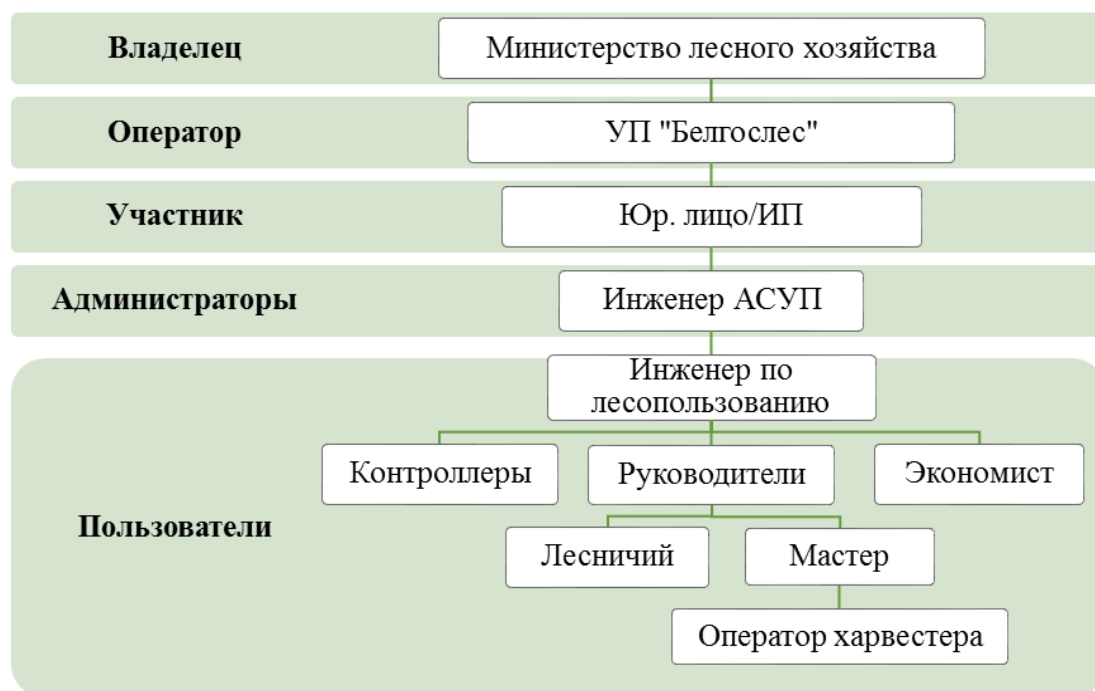 Владелец
Министерство лесного хозяйства
Оператор
УП "Белгослес"
Участник
Юр. лицо/ИП
Администраторы
Инженер АСУП
Инженер по
лесопользованию
Контроллеры
Руководители
Экономист
Пользователи
Лесничий
Мастер
Оператор харвестера